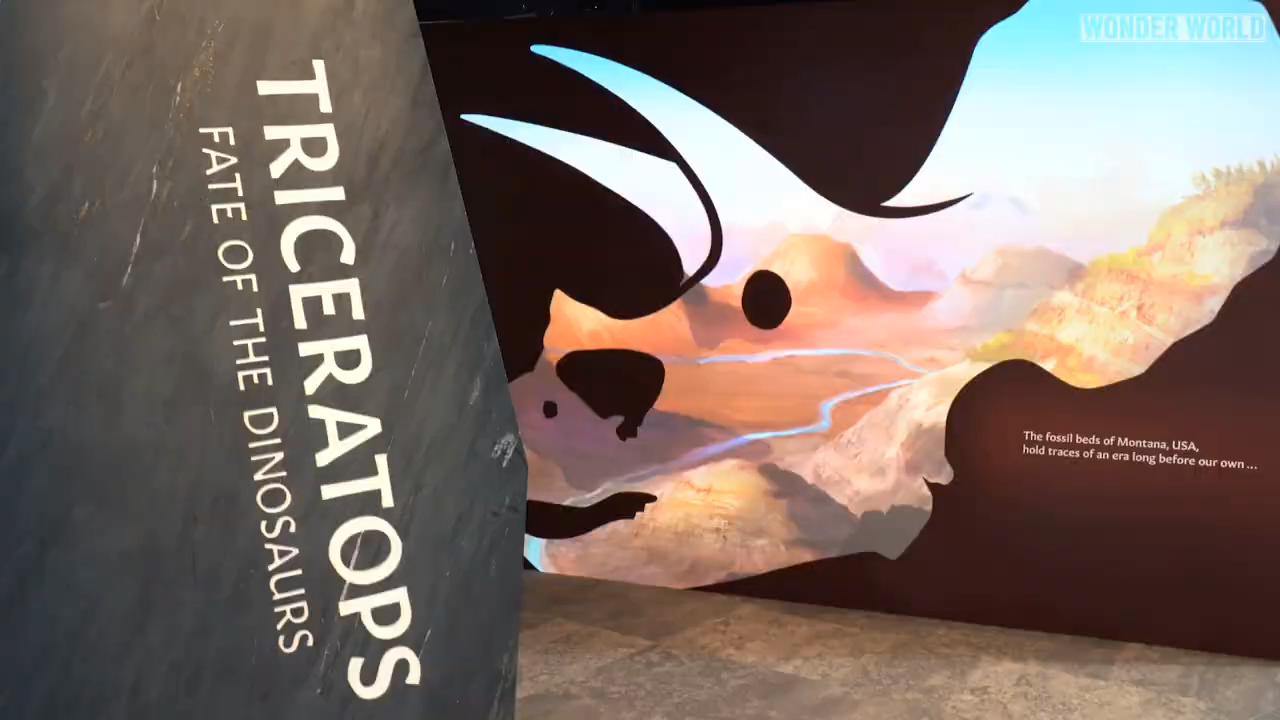 TRICERATOPS
FATE OF THE DINOSAURS
WONDER WORLD
The fossil beds of Montana, USA,
hold traces of an era long before our own ...